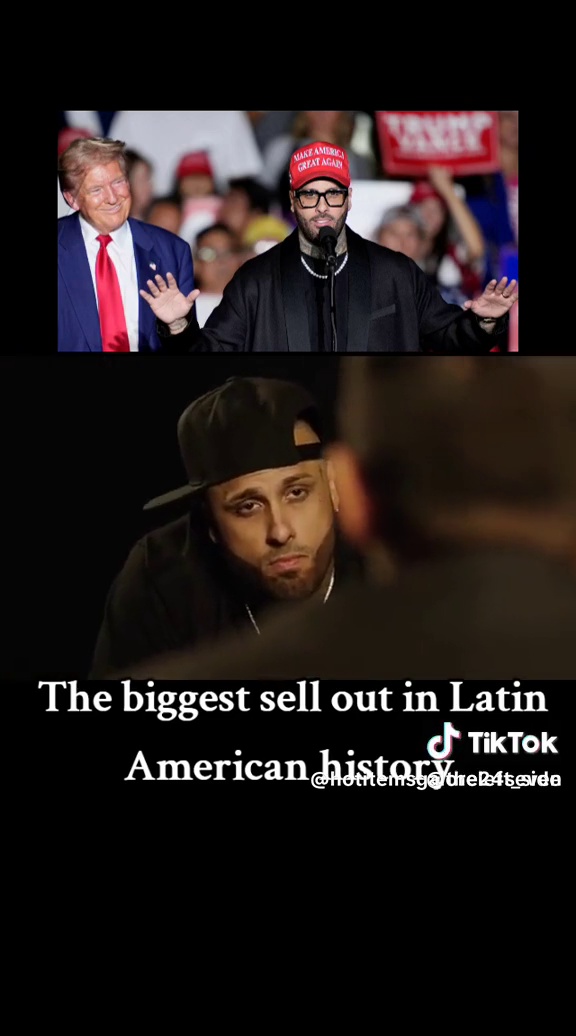 TRUMP
VANCE
MAKE AMERICA
GREAT AGAIN
The biggest sell out in Latin
American history
TikTok